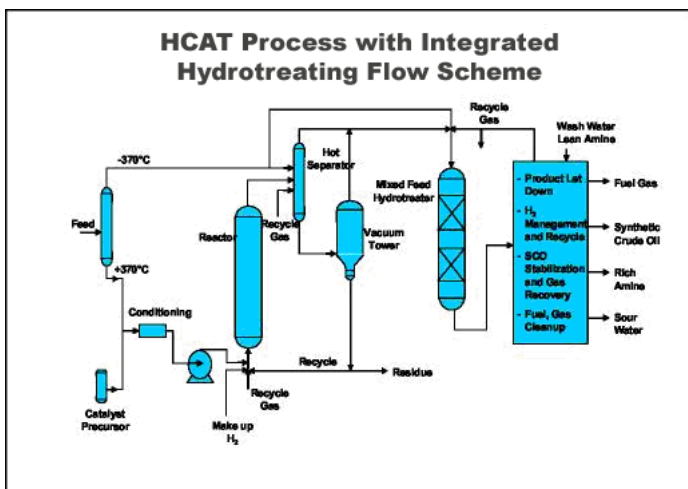 HCAT Process with Integrated
Hydrotreating Flow Scheme
Recycle
Gas
Wash Water
Lean Amine
-370°C
Hot
Separator
Mixed Feed
Hydrotreater
- Product Let
Down
- H2
Management
and Recycle
- SCO
Stabilization
and Gas
Recovery
- Fuel, Gas
Cleanup
Fuel Gas
Synthetic
Crude Oil
Rich
Amine
Sour
Water
Feed
Reactor
Recycle
Gas
Vacuum
Tower
+370°C
Conditioning
Recycle
Residue
Catalyst
Precursor
Recycle
Gas
Make up
H2